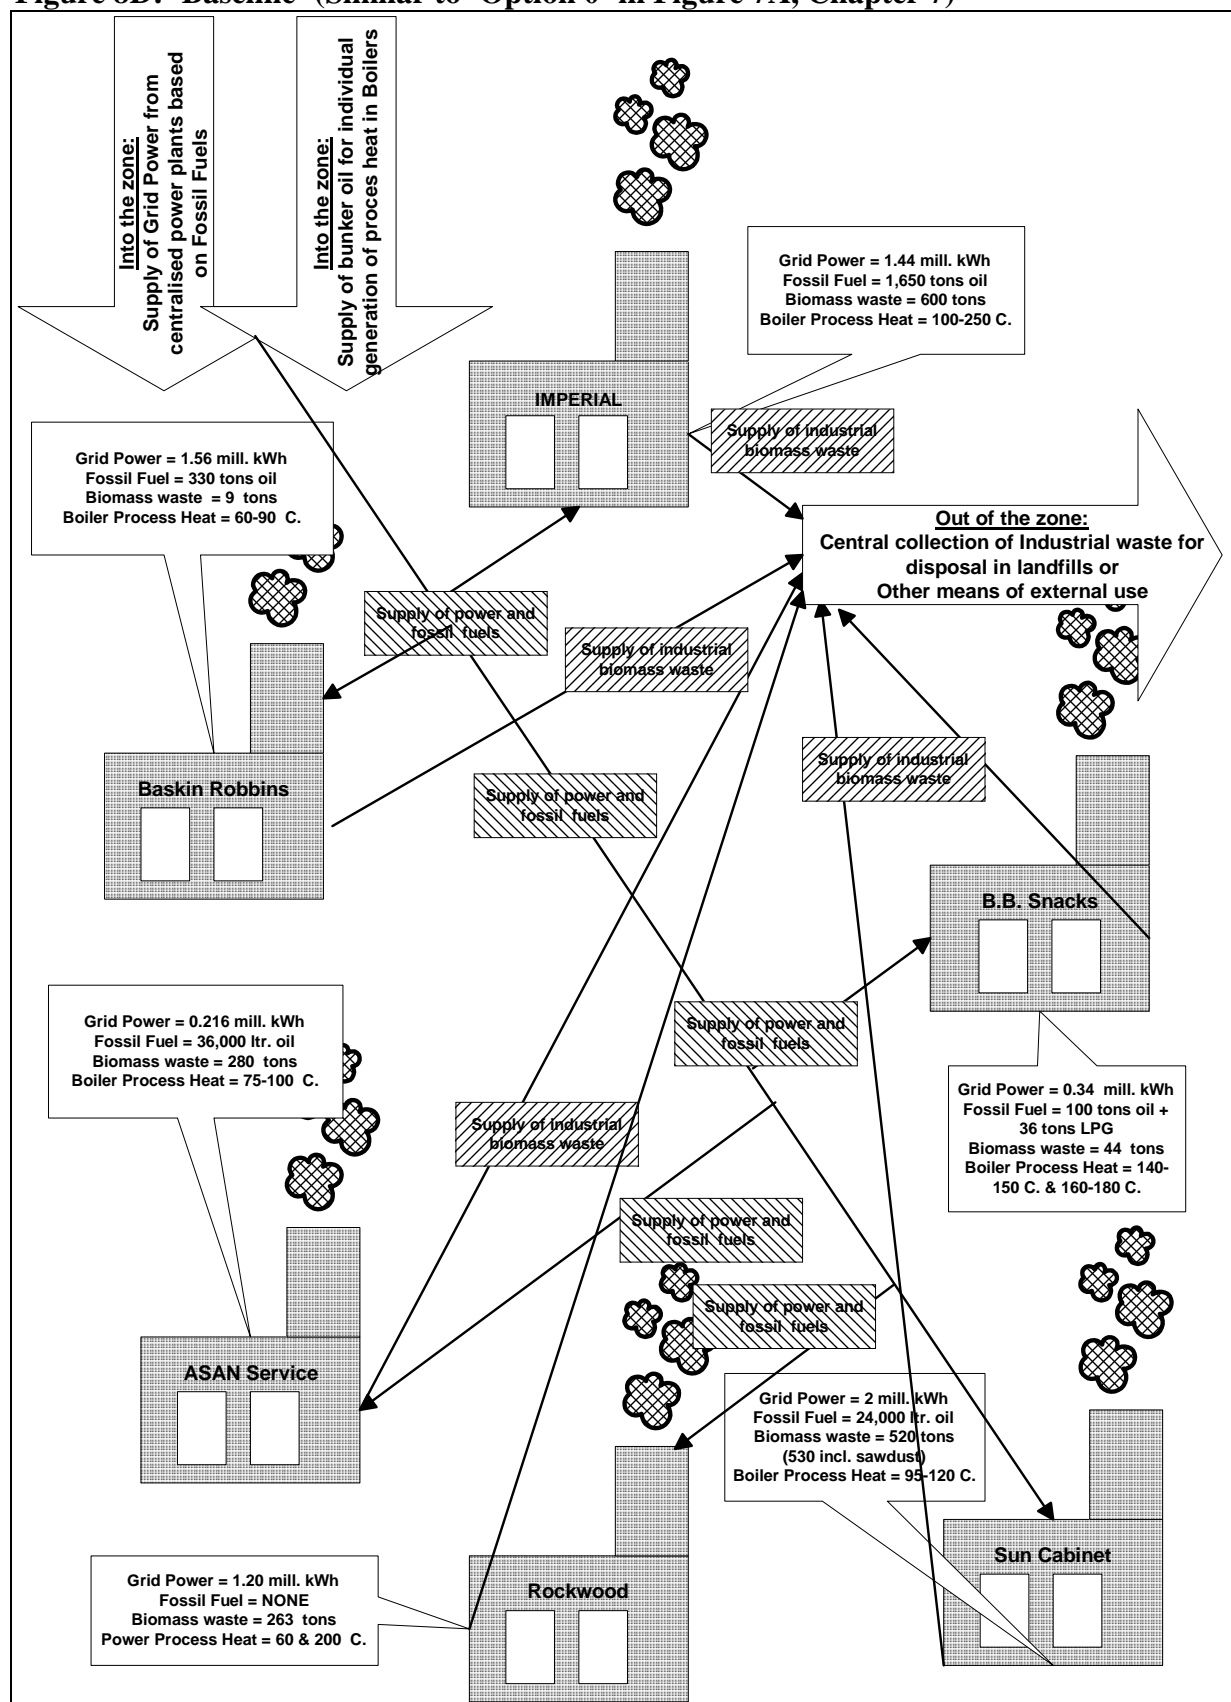 Figure 8D: "Baseline" (Similar to "Option 0" in Figure 7A, Chapter 7)
Into the zone:
Supply of Grid Power from
centralised power plants based
on Fossil Fuels
Into the zone:
Supply of bunker oil for individual
generation of proces heat in Boilers
Grid Power = 1.44 mill. kWh
Fossil Fuel = 1,650 tons oil
Biomass waste = 600 tons
Boiler Process Heat = 100-250 C.
IMPERIAL
Supply of industrial
biomass waste
Grid Power = 1.56 mill. kWh
Fossil Fuel = 330 tons oil
Biomass waste = 9 tons
Boiler Process Heat = 60-90 C.
Out of the zone:
Central collection of Industrial waste for
disposal in landfills or
Other means of external use
Supply of power and
fossil fuels
Supply of industrial
biomass waste
Supply of industrial
biomass waste
Baskin Robbins
Supply of power and
fossil fuels
B.B. Snacks
Grid Power = 0.216 mill. kWh
Fossil Fuel = 36,000 ltr. oil
Biomass waste = 280 tons
Boiler Process Heat = 75-100 C.
Supply of power and
fossil fuels
Grid Power = 0.34 mill. kWh
Fossil Fuel = 100 tons oil +
36 tons LPG
Biomass waste = 44 tons
Boiler Process Heat = 140-
150 C. & 160-180 C.
Supply of industrial
biomass waste
Supply of power and
fossil fuels
Supply of power and
fossil fuels
ASAN Service
Grid Power = 2 mill. kWh
Fossil Fuel = 24,000 ltr. oil
Biomass waste = 520 tons
(530 incl. sawdust)
Boiler Process Heat = 95-120 C.
Sun Cabinet
Grid Power = 1.20 mill. kWh
Fossil Fuel = NONE
Biomass waste = 263 tons
Power Process Heat = 60 & 200 C.
Rockwood